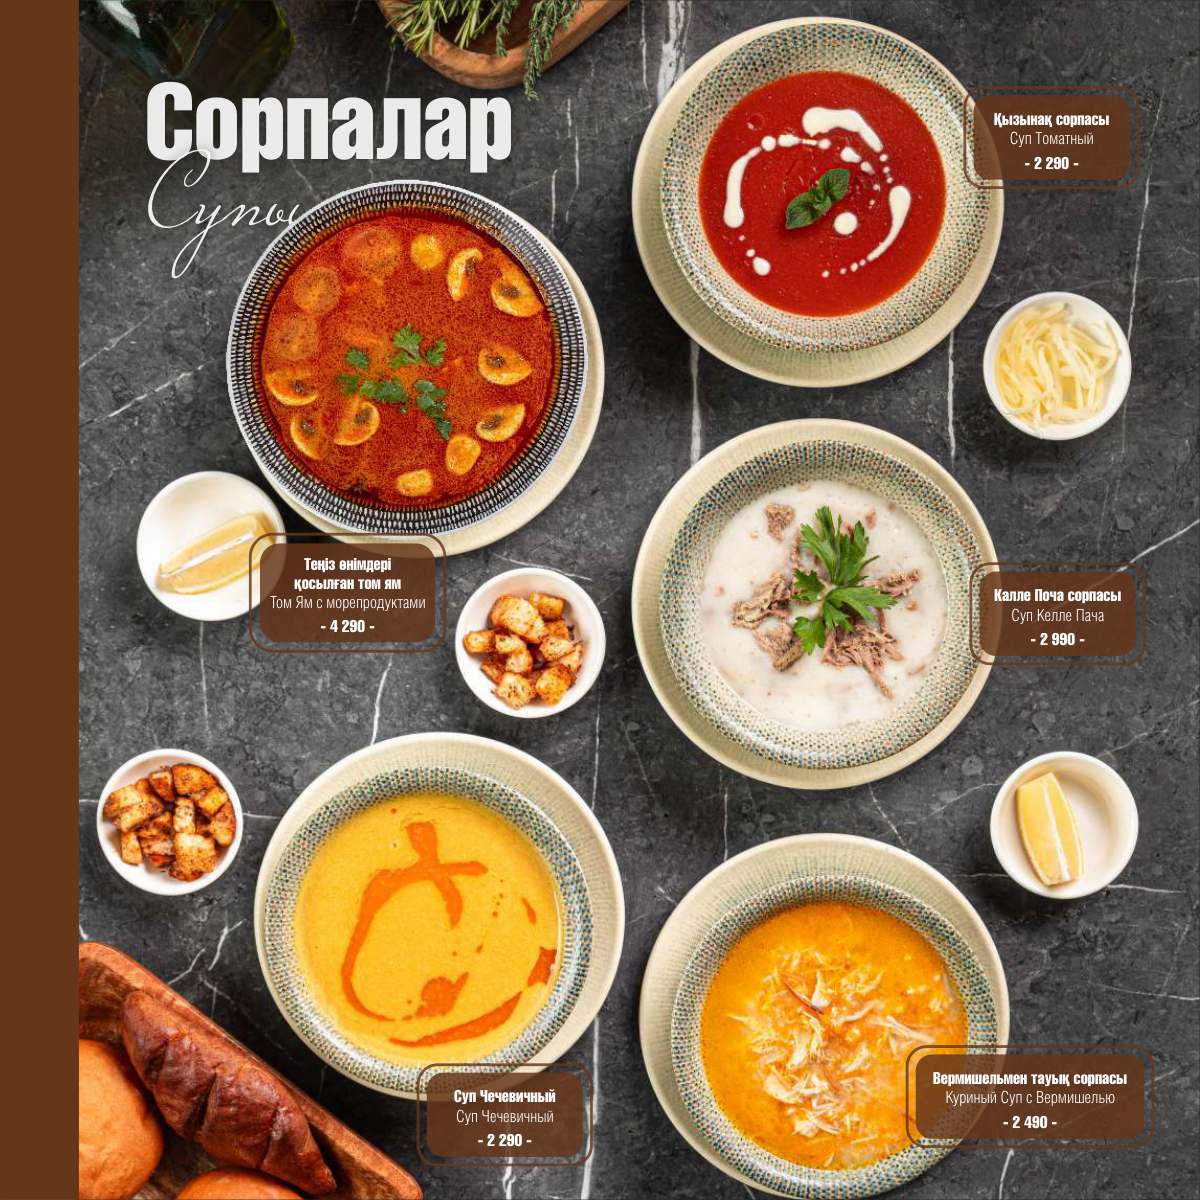 Сорпалар
Супы
Қызынақ сорпасы
Суп Томатный
- 2 290 -
Теңіз өнімдері
қосылған том ям
Том Ям с морепродуктами
- 4 290 -
Калле Поча сорпасы
Суп Келле Пача
- 2 990 -
Суп Чечевичный
Суп Чечевичный
- 2 290 -
Вермишельмен тауық сорпасы
Куриный Суп с Вермишелью
- 2 490 -